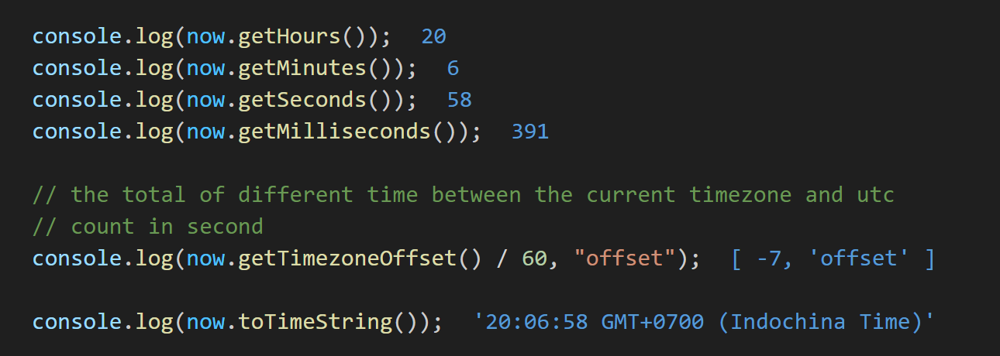 console.log(now.getHours()); 20
console.log(now.getMinutes()); 6
console.log(now.getSeconds()); 58
console.log(now.getMilliseconds()); 391
// the total of different time between the current timezone and utc
// count in second
console.log(now.getTimezoneOffset() / 60, "offset"); [ -7, 'offset' ]
console.log(now.toTimeString()); '20:06:58 GMT+0700 (Indochina Time)'